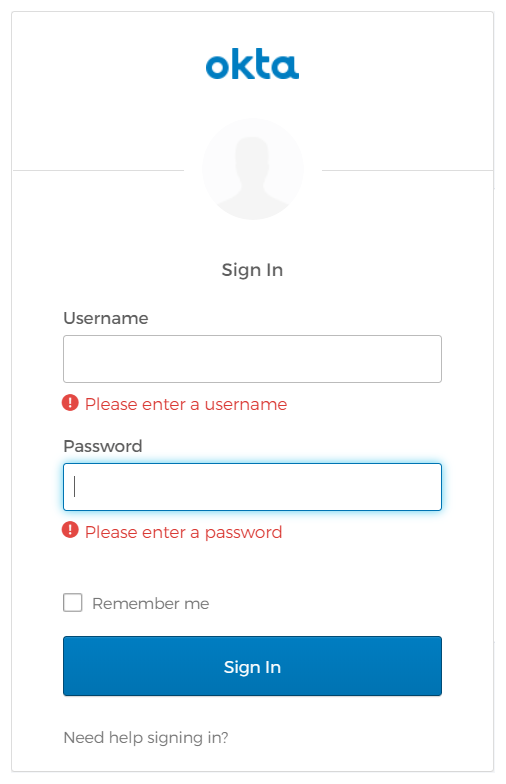 okta
Sign In
Username
Please enter a username
Password
Please enter a password
Remember me
Sign In
Need help signing in?